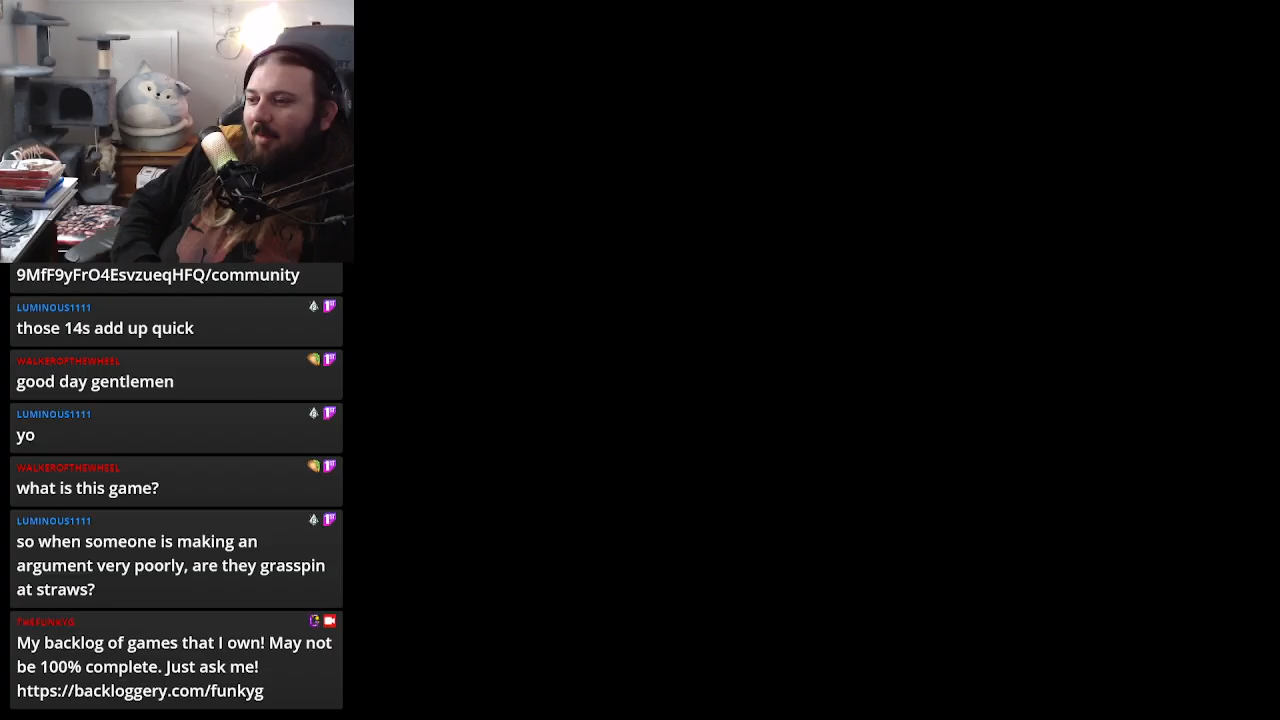 9MfF9yFrO4EsvzueqHFQ/community
LUMINOUS1111
those 14s add up quick
WALKEROFTHEWHEEL
good day gentlemen
LUMINOUS1111
yo
WALKEROFTHEWHEEL
what is this game?
LUMINOUS1111
so when someone is making an
argument very poorly, are they grasspin
at straws?
THEFUNKYG
My backlog of games that I own! May not
be 100% complete. Just ask me!
https://backloggery.com/funkyg